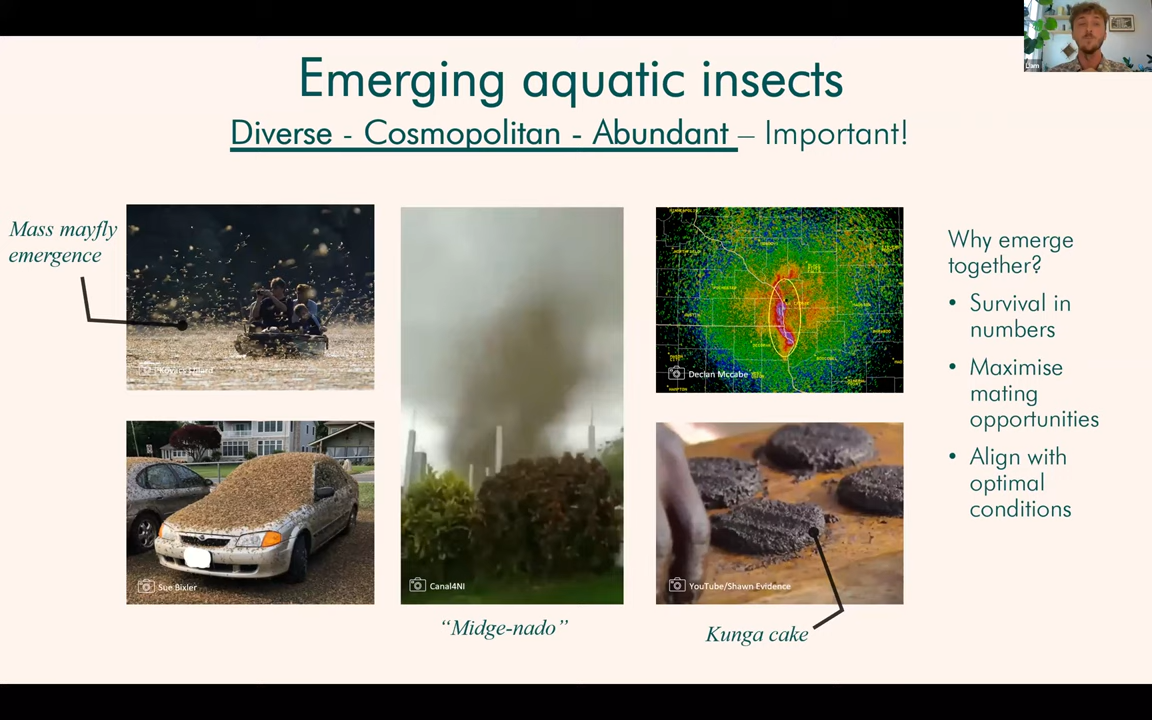 Emerging aquatic insects
Diverse - Cosmopolitan - Abundant – Important!
Liam
Mass mayfly
emergence
Declan Mccabe
Sue Bixler
Canal4NI
YouTube/Shawn Evidence
"Midge-nado"
Kunga cake
Why emerge
together?
• Survival in
numbers
• Maximise
mating
opportunities
• Align with
optimal
conditions